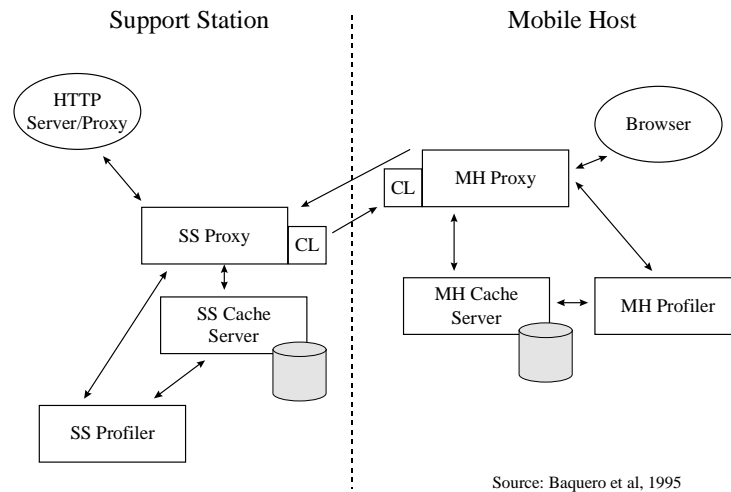 Support Station
Mobile Host
HTTP
Server/Proxy
Browser
CL
MH Proxy
SS Proxy
CL
MH Cache
Server
MH Profiler
SS Cache
Server
SS Profiler
Source: Baquero et al, 1995